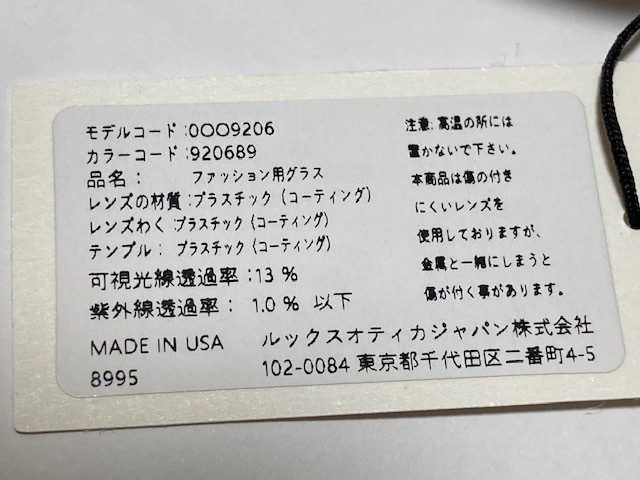 モデルコード:0OO9206
カラーコード:920689
品名: ファッション用グラス
レンズの材質:プラスチック(コーティング)
レンズわく:プラスチック(コーティング)
テンプル: プラスチック(コーティング)
可視光線透過率:13 %
紫外線透過率:1.0 % 以下
MADE IN USA
8995
注意:高温の所には
置かないで下さい。
本商品は傷の付き
にくいレンズを
使用しておりますが、
金属と一緒にしまうと
傷が付く事があります。
ルックスオティカジャパン株式会社
102-0084 東京都千代田区二番町4-5